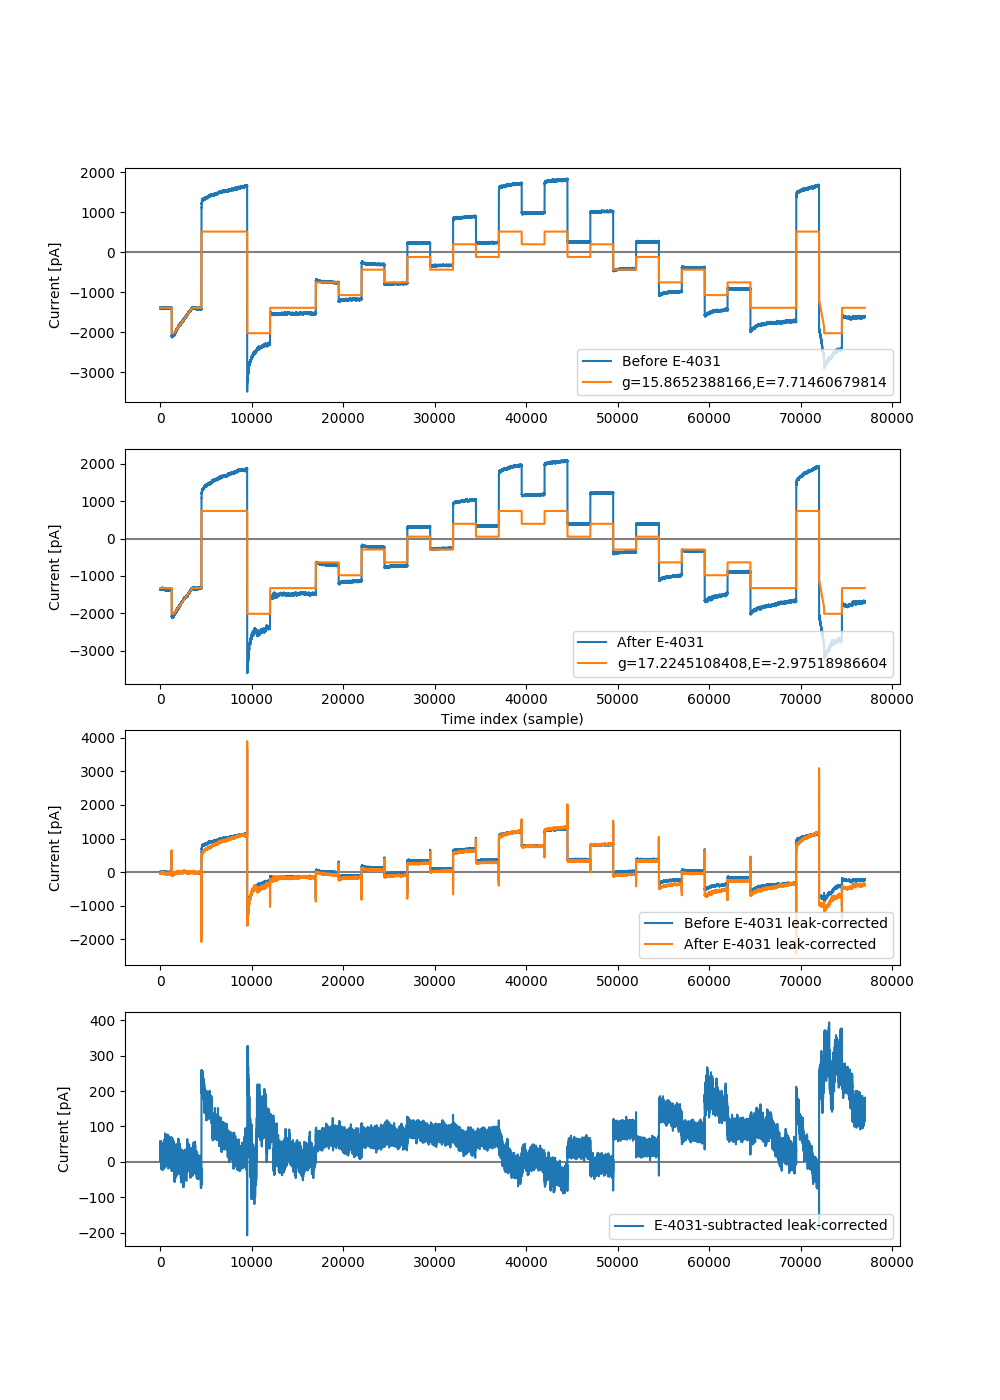 2000
1000
0
−1000
−2000
−3000
Current [pA]
Before E-4031
g=15.8652388166,E=7.71460679814
0 10000 20000 30000 40000 50000 60000 70000 80000
2000
1000
0
−1000
−2000
−3000
Current [pA]
After E-4031
g=17.2245108408,E=-2.97518986604
0 10000 20000 30000 40000 50000 60000 70000 80000
Time index (sample)
4000
3000
2000
1000
0
−1000
−2000
Current [pA]
Before E-4031 leak-corrected
After E-4031 leak-corrected
0 10000 20000 30000 40000 50000 60000 70000 80000
400
300
200
100
0
−100
−200
Current [pA]
E-4031-subtracted leak-corrected
0 10000 20000 30000 40000 50000 60000 70000 80000